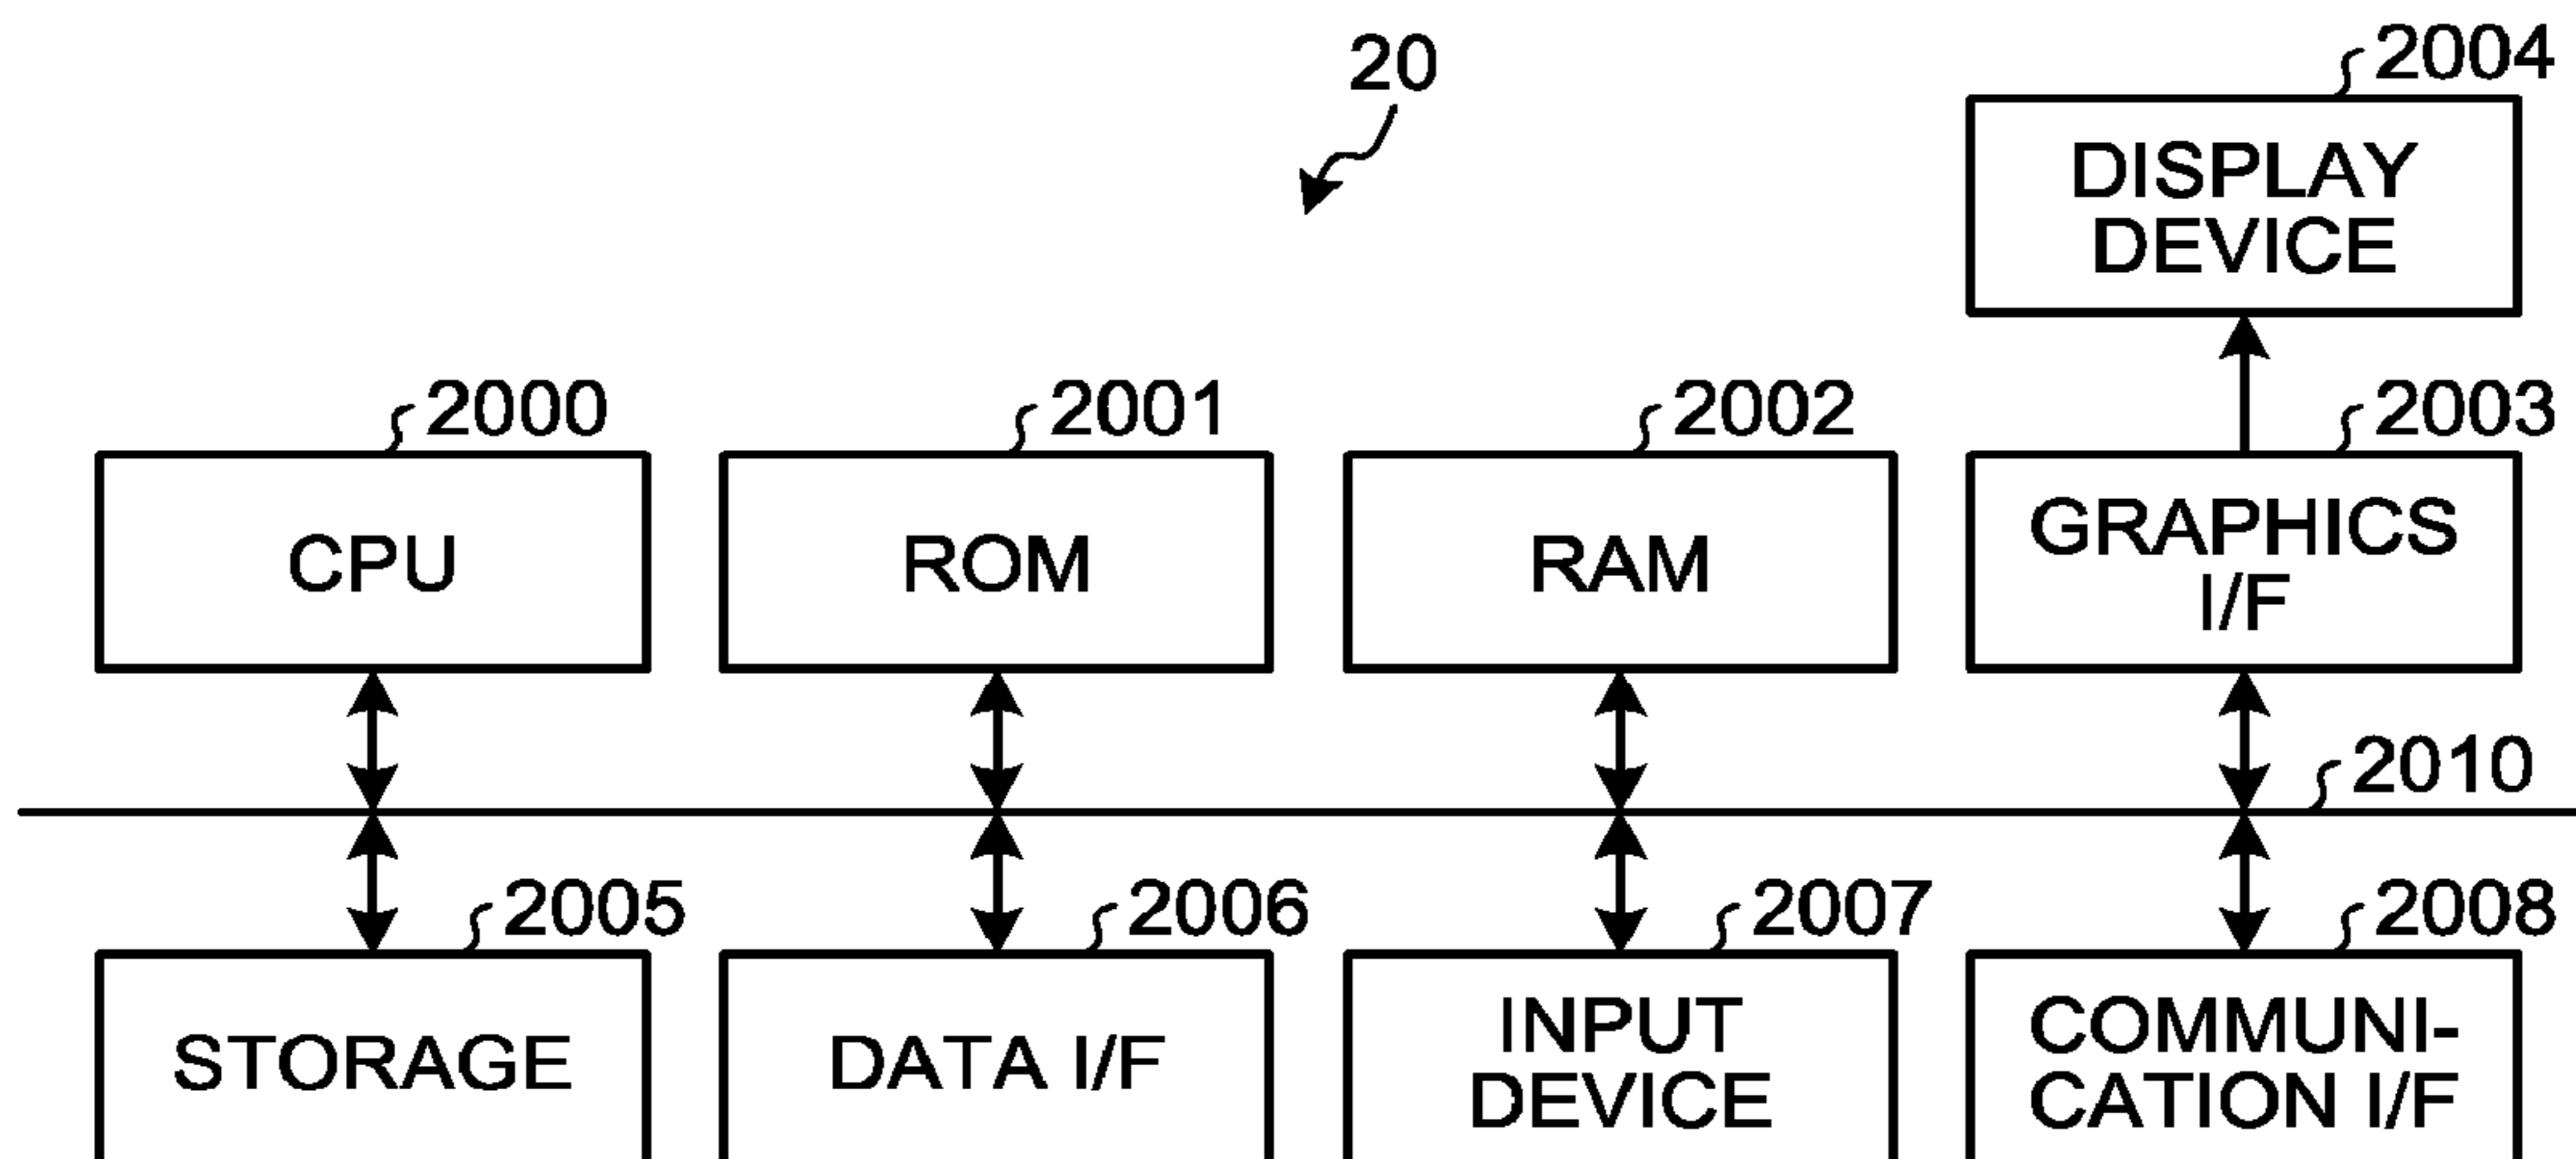 20
2004
DISPLAY
DEVICE
2000
2001
2002
2003
CPU
ROM
RAM
GRAPHICS
I/F
2010
2005
2006
2007
2008
STORAGE
DATA I/F
INPUT
DEVICE
COMMUNI-
CATION I/F